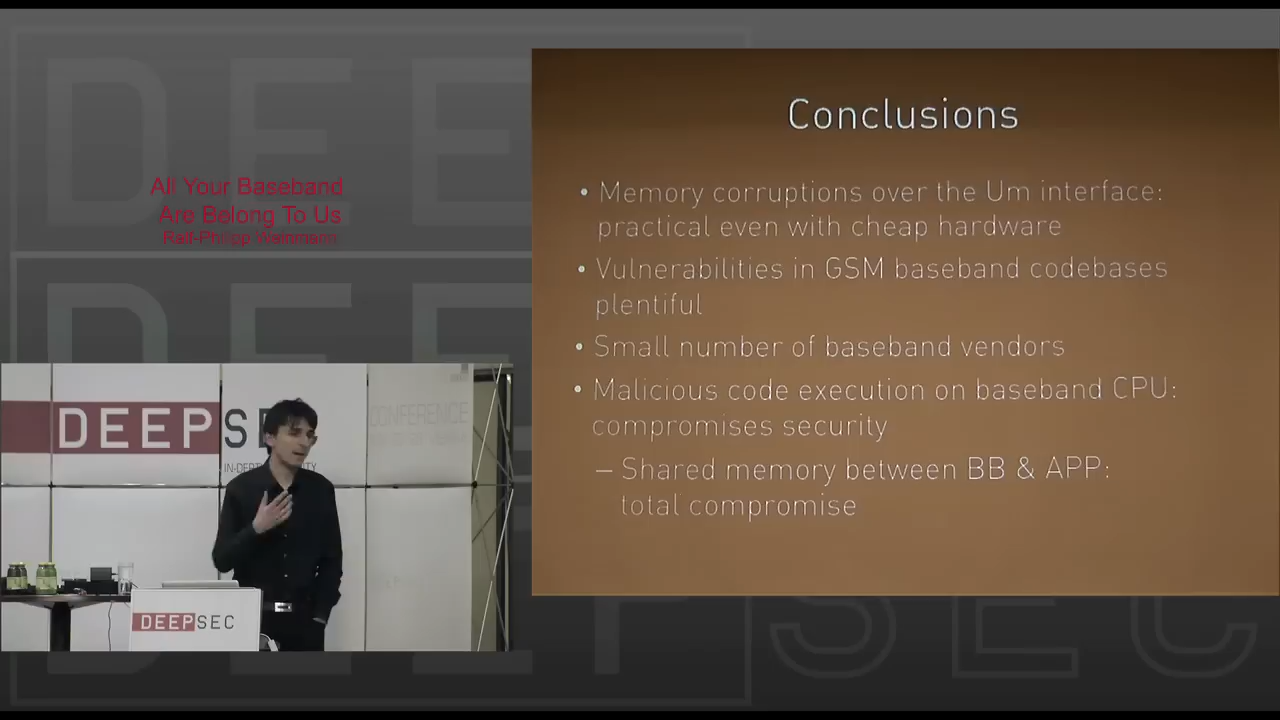 All Your Baseband
Are Belong To Us
Ralf-Philipp Weinmann
Conclusions
• Memory corruptions over the Um interface:
practical even with cheap hardware
• Vulnerabilities in GSM baseband codebases
plentiful
• Small number of baseband vendors
• Malicious code execution on baseband CPU:
compromises security
– Shared memory between BB & APP:
total compromise
DEEPSEC
CONFERENCE
DEEPSEC
DEEPSEC